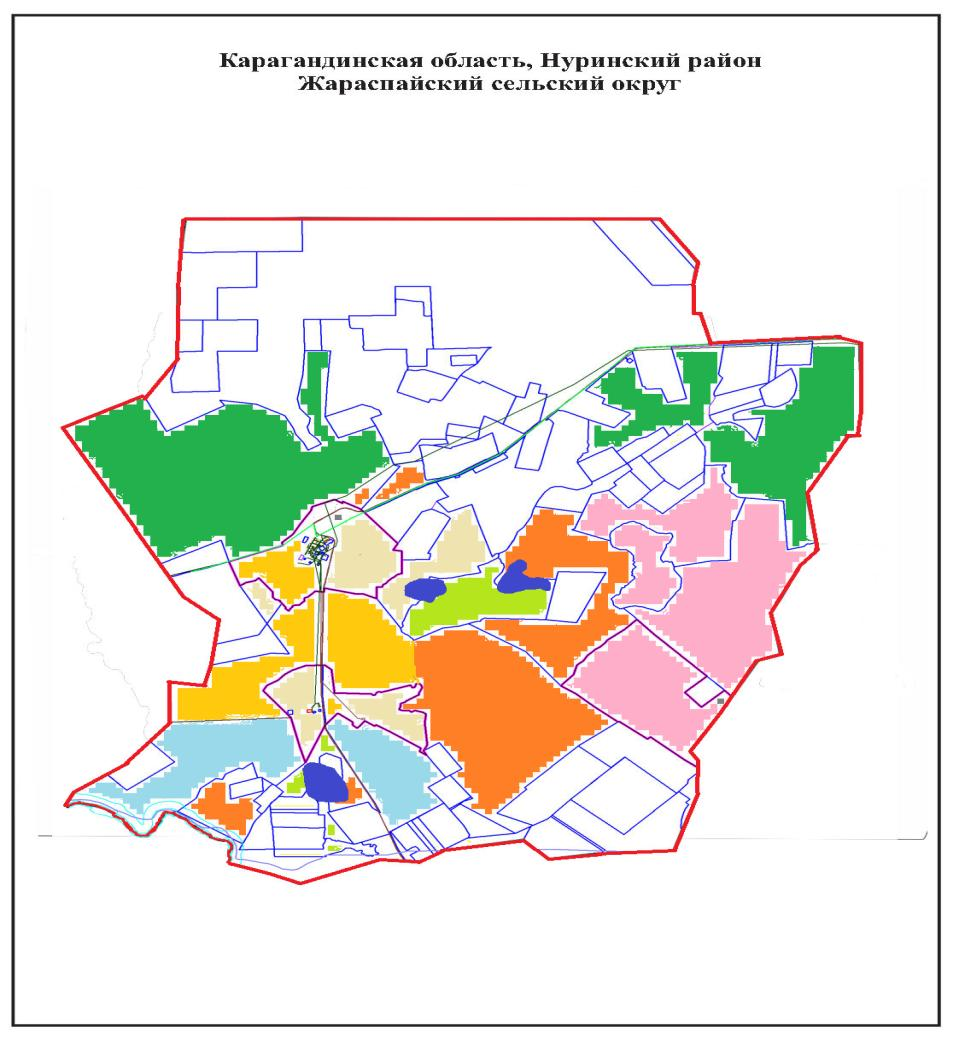 Карагандинская область, Нуринский район
Жараспайский сельский округ